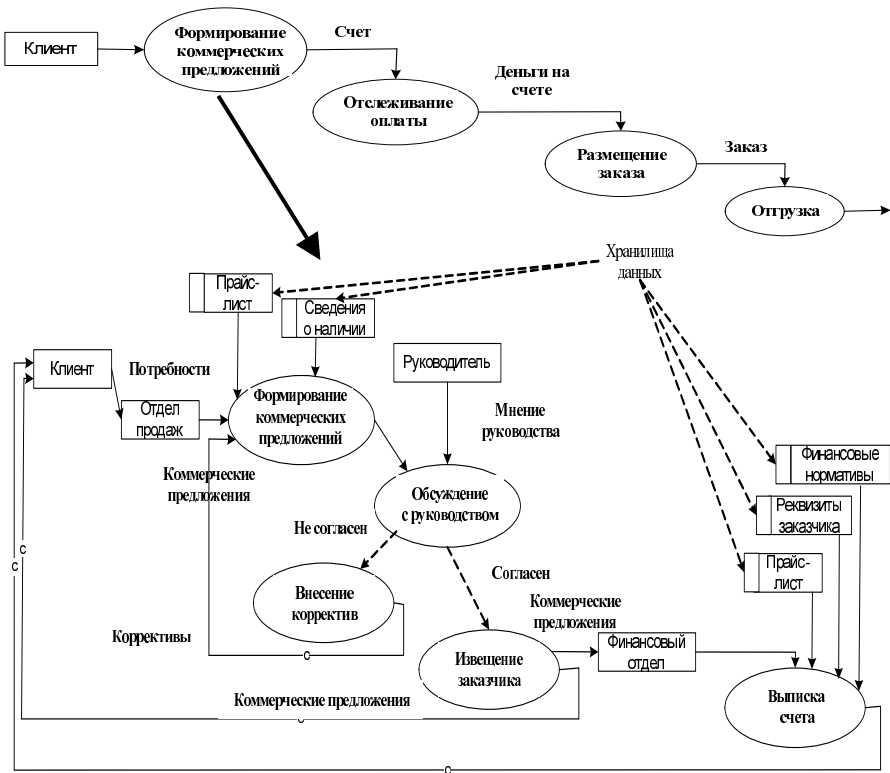 Клиент
Формирование
коммерческих
предложений
Счет
Отслеживание
оплаты
Деньги на
счете
Размещение
заказа
Заказ
Отгрузка
Хранилища
данных
Прайс-
лист
Сведения
о наличии
Клиент
Потребности
Отдел
продаж
Формирование
коммерческих
предложений
Руководитель
Мнение
руководства
Коммерческие
предложения
Обсуждение
с руководством
Финансовые
нормативы
Реквизиты
заказчика
Прайс-
лист
Не согласен
Согласен
Внесение
корректив
Коммерческие
предложения
Коррективы
Извещение
заказчика
Финансовый
отдел
Выписка
счета
Коммерческие предложения
с
с
с
с
с